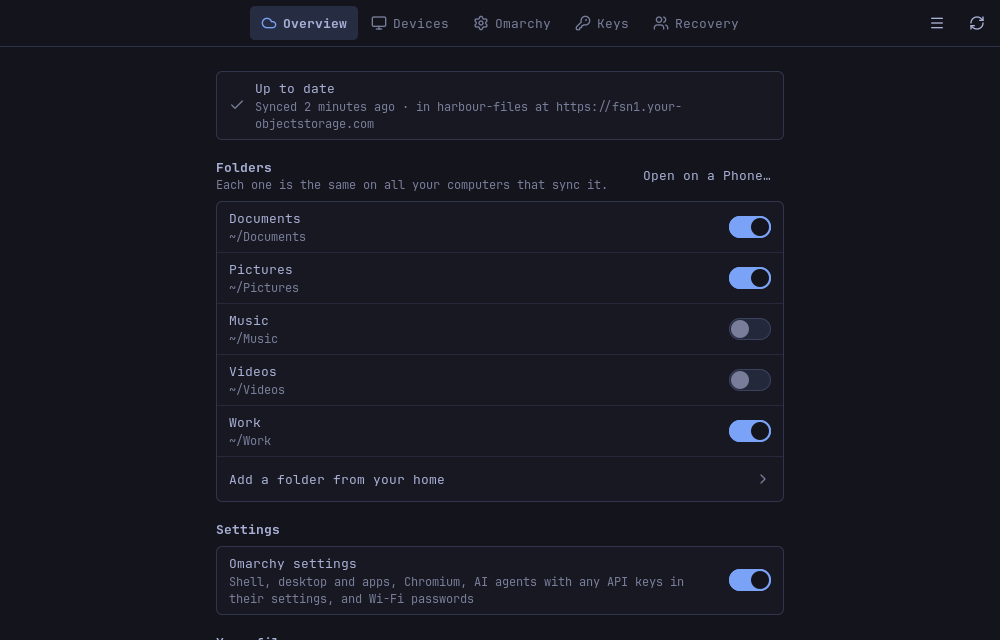 Overview Devices Omarchy Keys Recovery
Up to date
Synced 2 minutes ago · in harbour-files at https://fsn1.your-
objectstorage.com
Folders
Each one is the same on all your computers that sync it.
Open on a Phone…
Documents
~/Documents
Pictures
~/Pictures
Music
~/Music
Videos
~/Videos
Work
~/Work
Add a folder from your home
Settings
Omarchy settings
Shell, desktop and apps, Chromium, AI agents with any API keys in
their settings, and Wi-Fi passwords